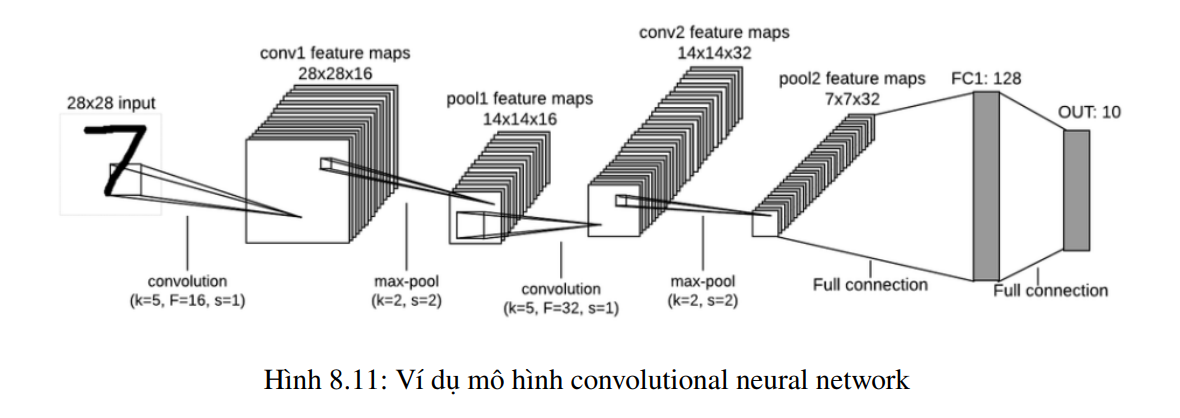 28x28 input
conv1 feature maps
28x28x16
pool1 feature maps
14x14x16
conv2 feature maps
14x14x32
pool2 feature maps
7x7x32
FC1: 128
OUT: 10
7
convolution
(k=5, F=16, s=1)
max-pool
(k=2, s=2)
convolution
(k=5, F=32, s=1)
max-pool
(k=2, s=2)
Full connection
Full connection
Hình 8.11: Ví dụ mô hình convolutional neural network